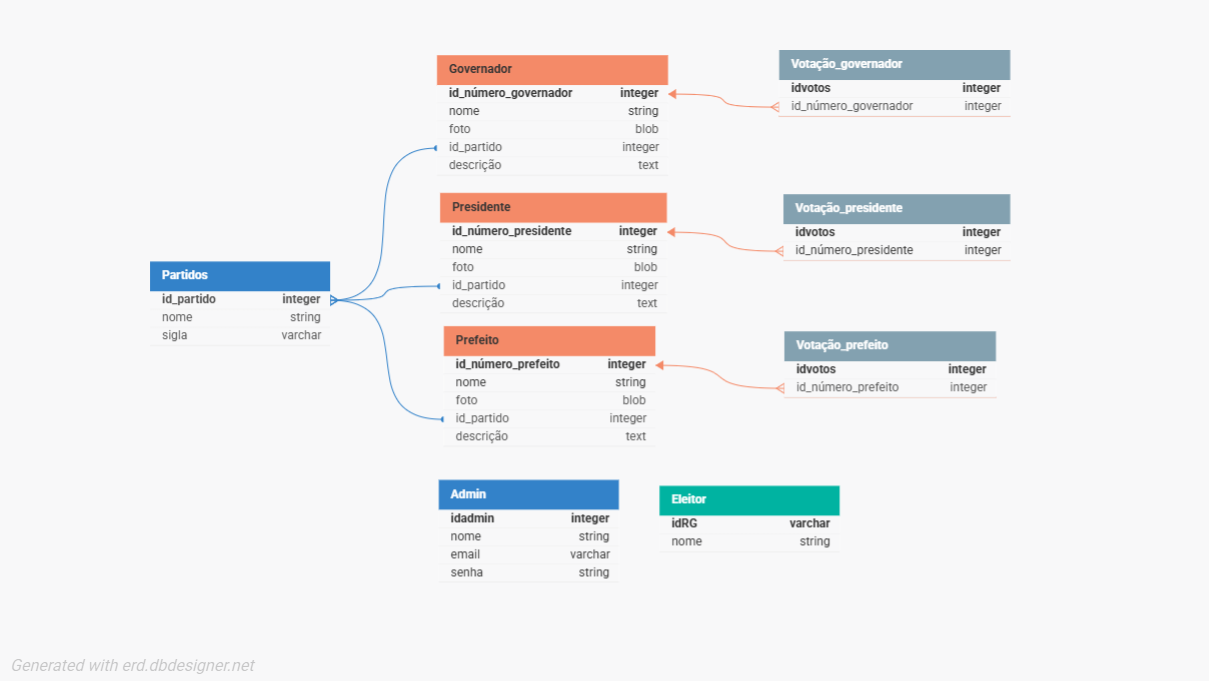 Governador
id_número_governador integer
nome string
foto blob
id_partido integer
descrição text
Votação_governador
idvotos integer
id_número_governador integer
Presidente
id_número_presidente integer
nome string
foto blob
id_partido integer
descrição text
Votação_presidente
idvotos integer
id_número_presidente integer
Partidos
id_partido integer
nome string
sigla varchar
Prefeito
id_número_prefeito integer
nome string
foto blob
id_partido integer
descrição text
Votação_prefeito
idvotos integer
id_número_prefeito integer
Admin
idadmin integer
nome string
email varchar
senha string
Eleitor
idRG varchar
nome string
Generated with erd.dbdesigner.net